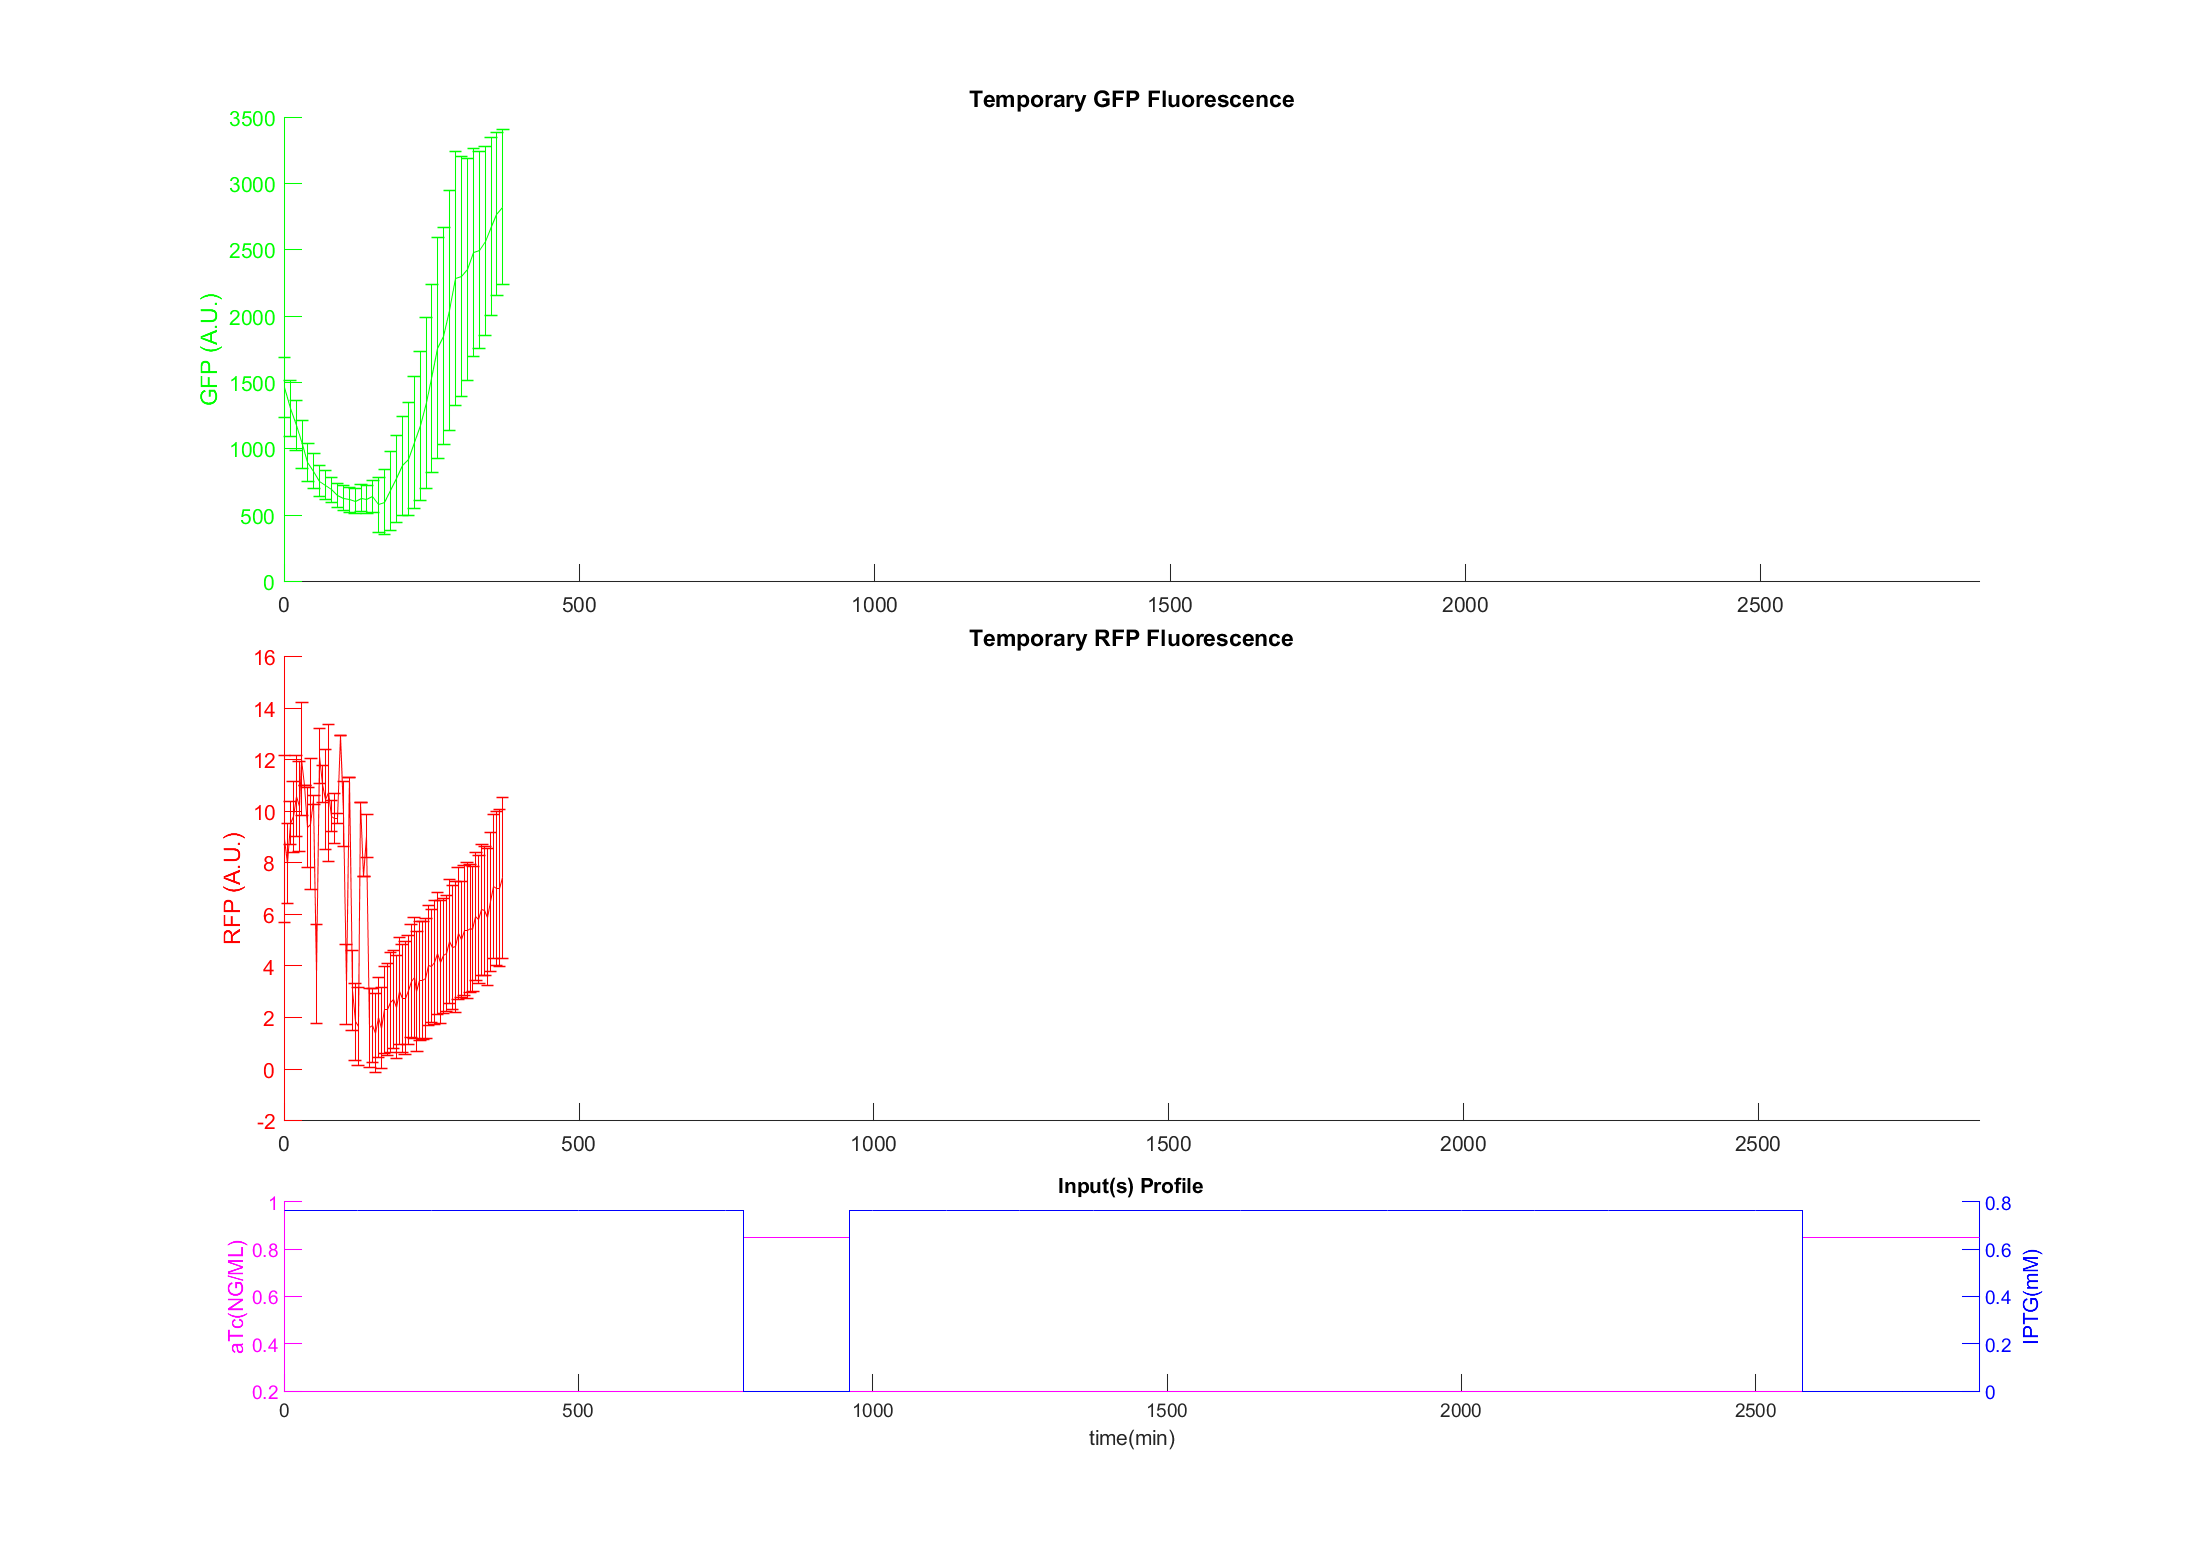 Temporary GFP Fluorescence
3500
3000
2500
2000
1500
1000
500
0
GFP (A.U.)
0 500 1000 1500 2000 2500
Temporary RFP Fluorescence
16
14
12
10
8
6
4
2
0
-2
RFP (A.U.)
0 500 1000 1500 2000 2500
Input(s) Profile
1
0.8
0.6
0.4
0.2
aTc(NG/ML)
0.8
0.6
0.4
0.2
0
IPTG(mM)
0 500 1000 1500 2000 2500
time(min)